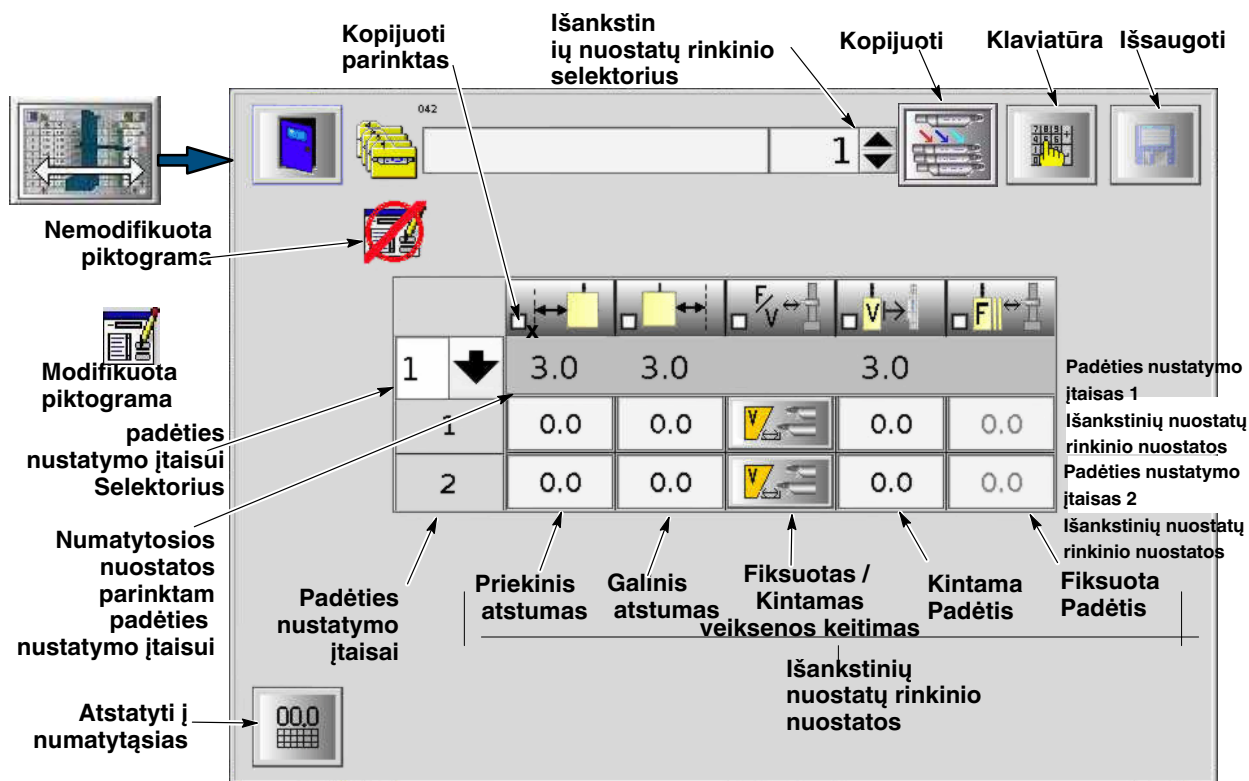 Kopijuoti
parinktas
Išankstin
ių nuostatų rinkinio
selektorius
Kopijuoti
Klaviatūra
Išsaugoti
042
1
Nemodifikuota
piktograma
Modifikuota
piktograma
padėties
nustatymo įtaisui
Selektorius
Numatytosios
nuostatos
parinktam
padėties
nustatymo įtaisui
x
F/V
V
F
1
3.0
3.0
3.0
1
0.0
0.0
V
0.0
0.0
2
0.0
0.0
V
0.0
0.0
Padėties nustatymo
įtaisas 1
Išankstinių nuostatų
rinkinio nuostatos
Padėties nustatymo
įtaisas 2
Išankstinių nuostatų
rinkinio nuostatos
Padėties
nustatymo
įtaisai
Priekinis
atstumas
Galinis
atstumas
Fiksuotas /
Kintamas
veiksenos keitimas
Kintama
Padėtis
Fiksuota
Padėtis
Išankstinių
nuostatų rinkinio
nuostatos
Atstatyti į
numatytąsias
00.0